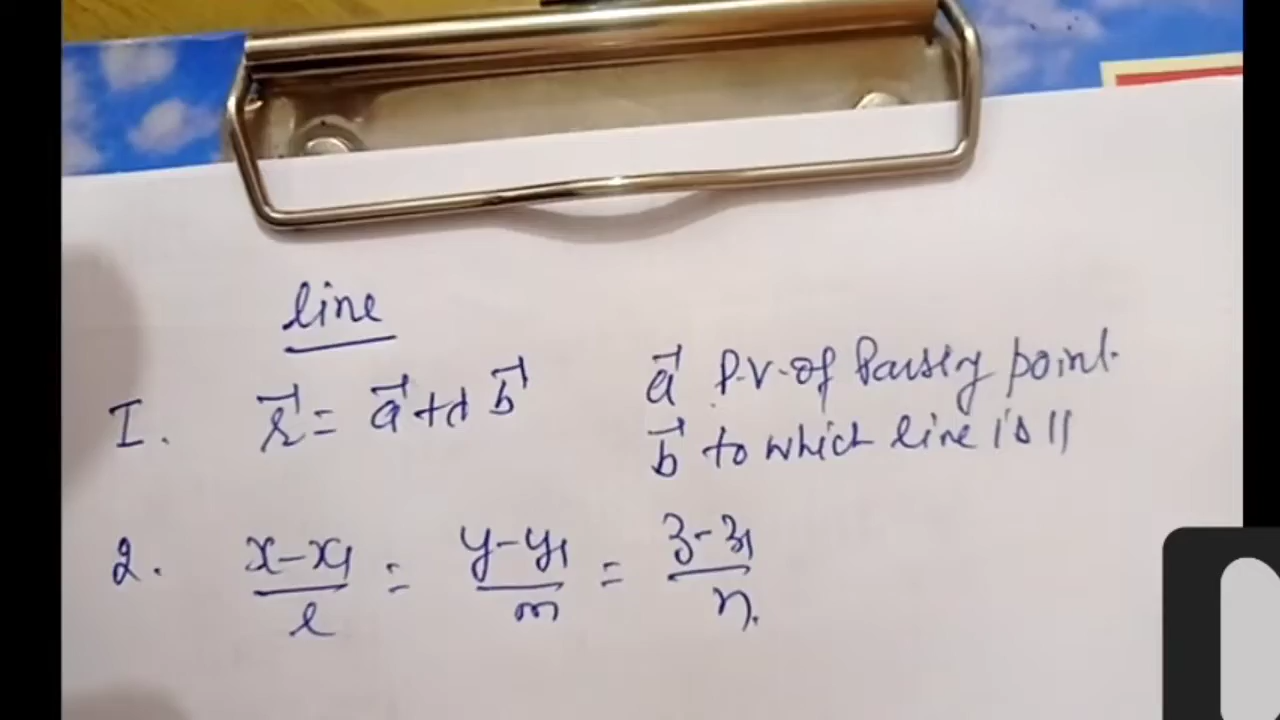 line
I. r⃗ = a⃗ + λ b⃗
a⃗ P.V. of Passing point.
b⃗ to which line is ||
2. (x-x₁)/l = (y-y₁)/m = (z-z₁)/n.